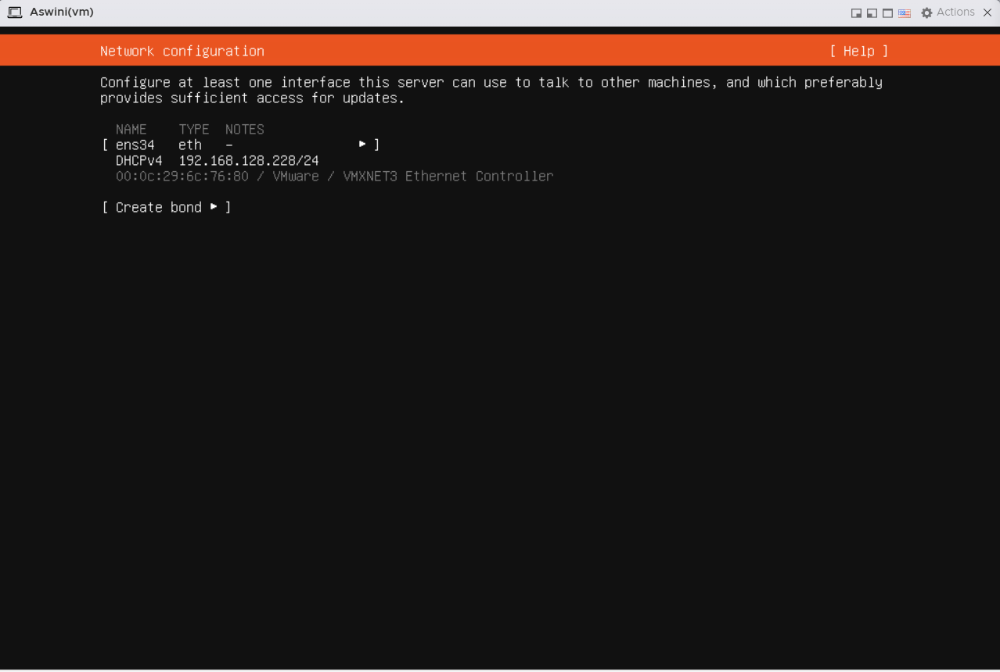 Aswini(vm) Actions
Network configuration [ Help ]
Configure at least one interface this server can use to talk to other machines, and which preferably
provides sufficient access for updates.
NAME TYPE NOTES
[ ens34 eth - ▸ ]
DHCPv4 192.168.128.228/24
00:0c:29:6c:76:80 / VMware / VMXNET3 Ethernet Controller
[ Create bond ▸ ]